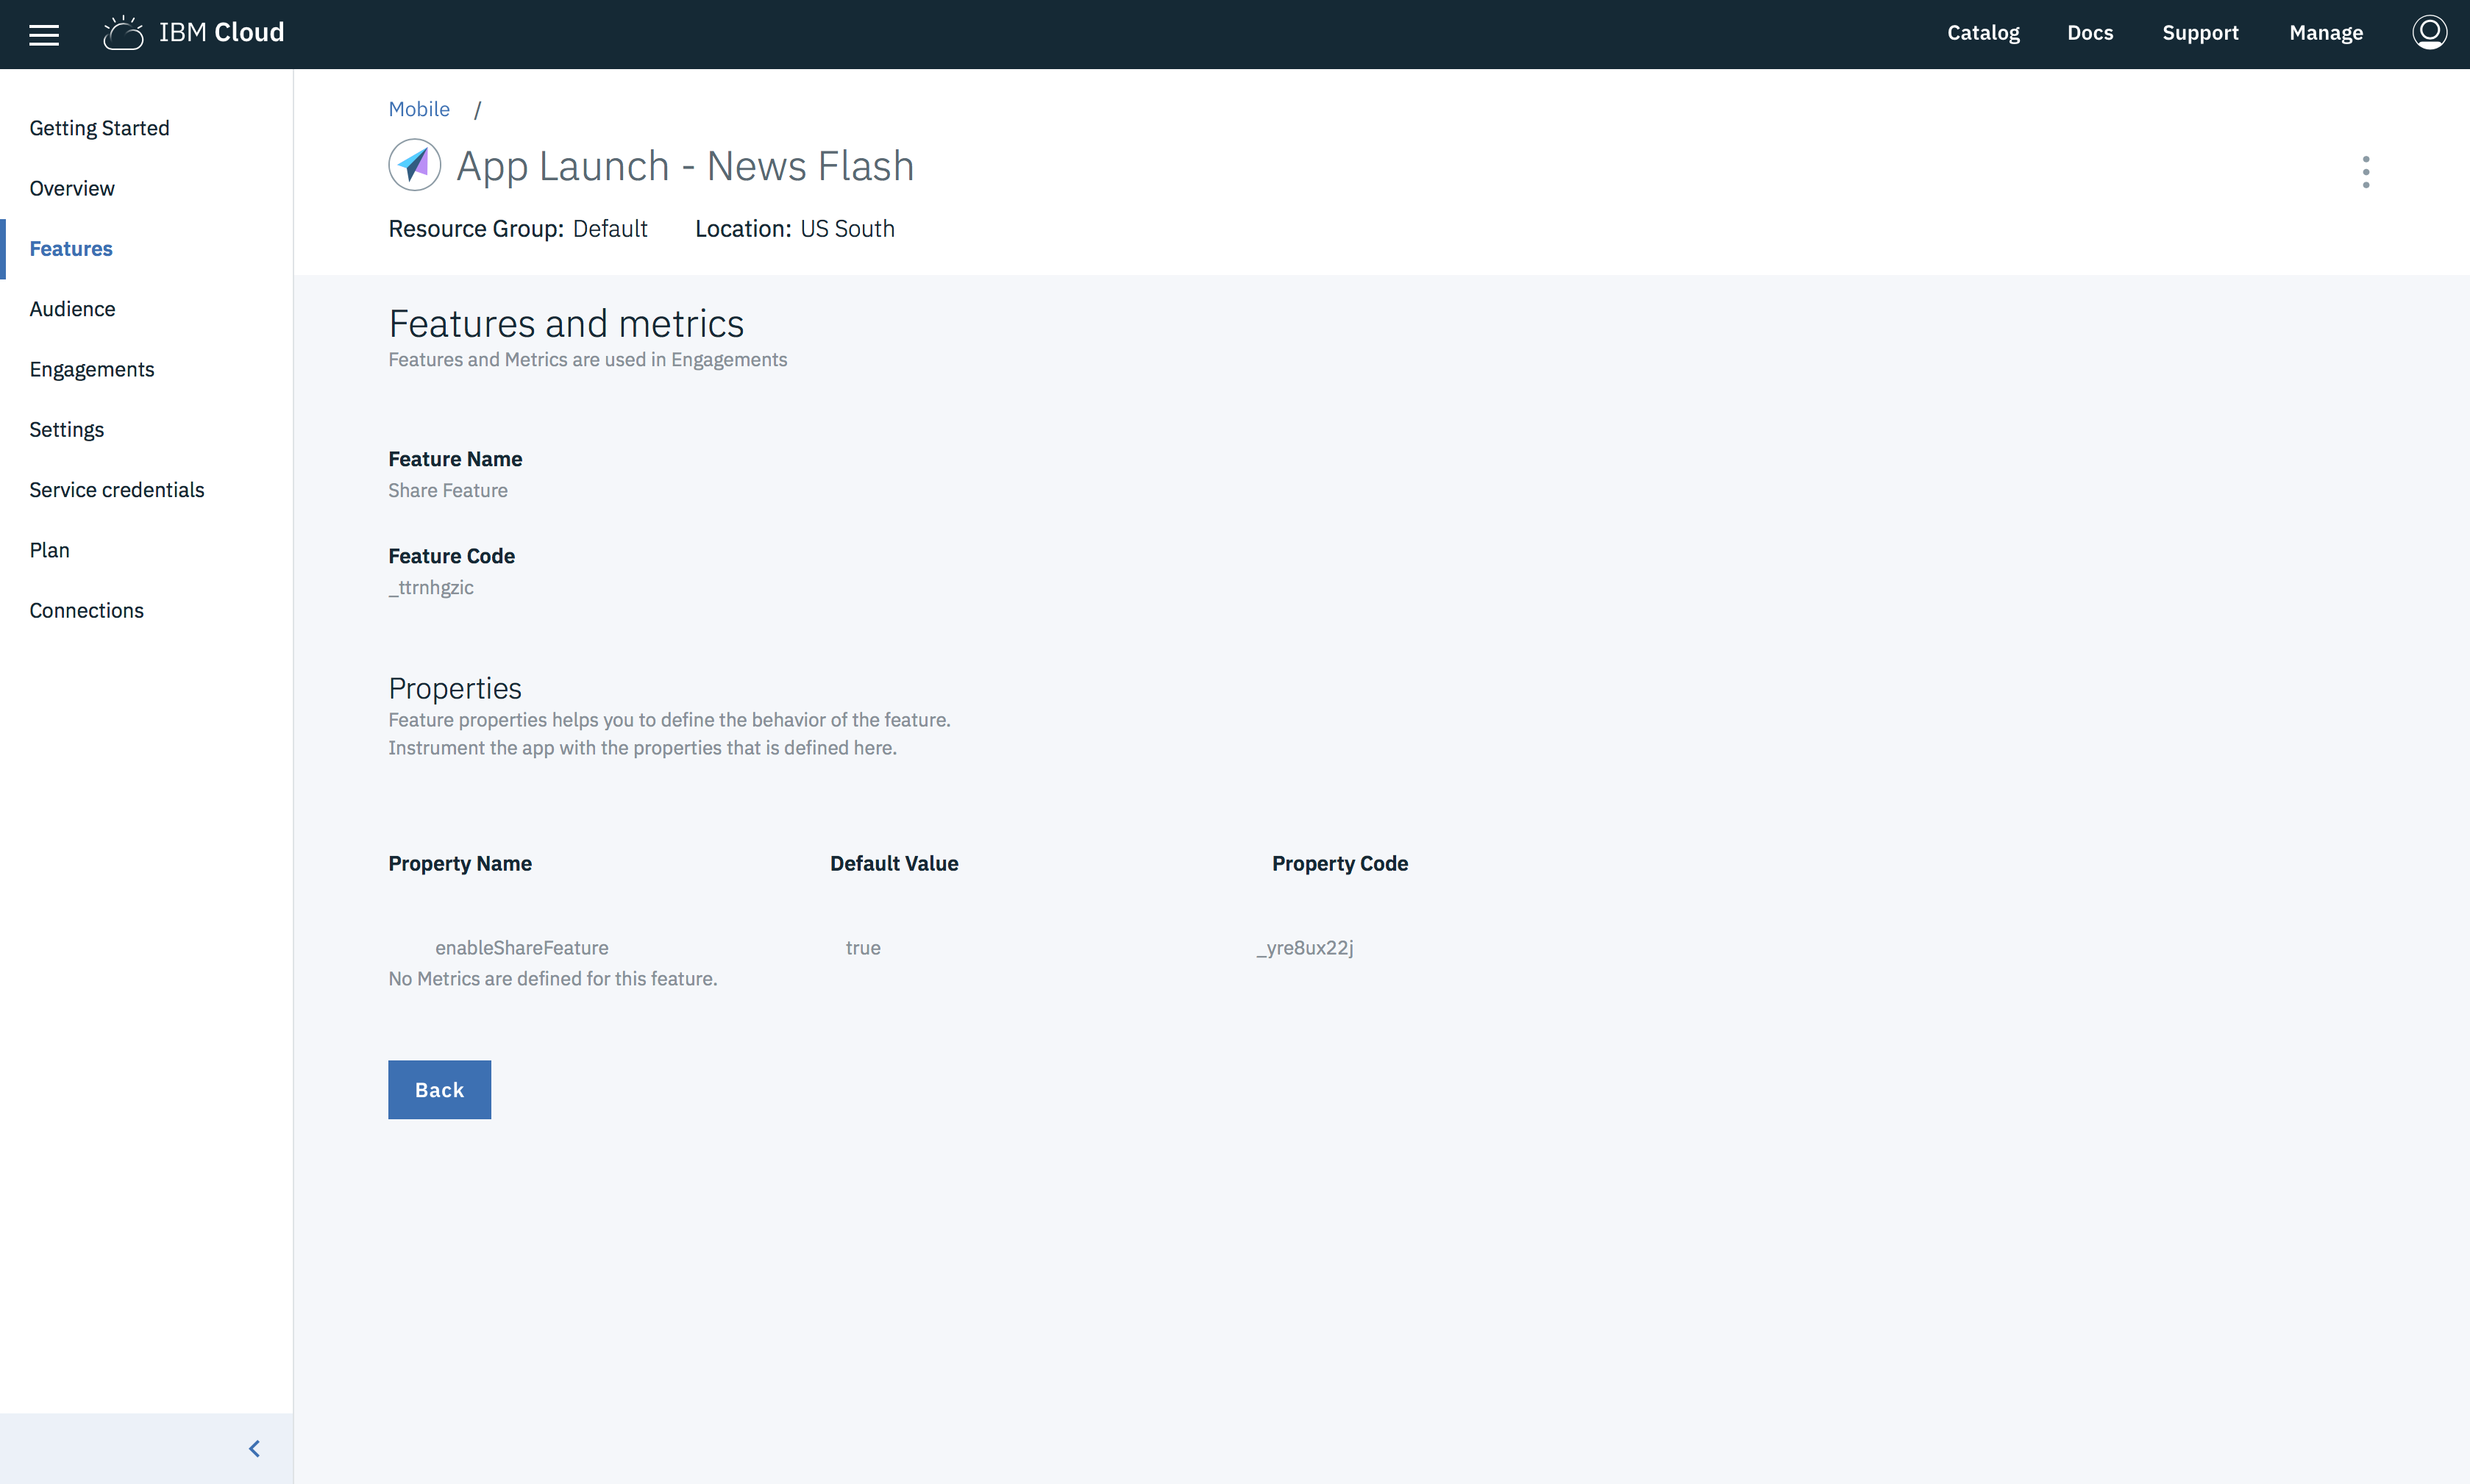 IBM Cloud
Catalog Docs Support Manage
Getting Started
Overview
Features
Audience
Engagements
Settings
Service credentials
Plan
Connections
Mobile /
App Launch - News Flash
Resource Group: Default Location: US South
Features and metrics
Features and Metrics are used in Engagements
Feature Name
Share Feature
Feature Code
_ttrnhgzic
Properties
Feature properties helps you to define the behavior of the feature.
Instrument the app with the properties that is defined here.
Property Name Default Value Property Code
enableShareFeature true _yre8ux22j
No Metrics are defined for this feature.
Back